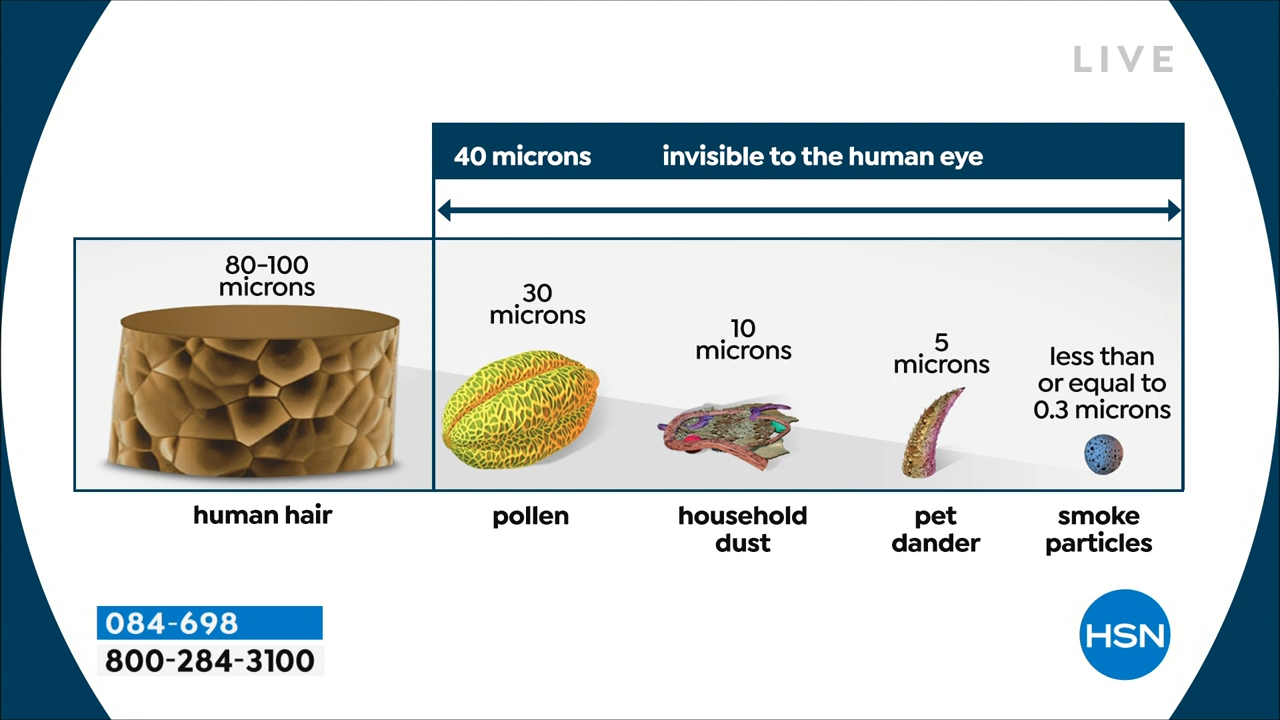 LIVE
40 microns invisible to the human eye
80-100
microns
30
microns
10
microns
5
microns
less than
or equal to
0.3 microns
human hair
pollen
household
dust
pet
dander
smoke
particles
084-698
800-284-3100
HSN